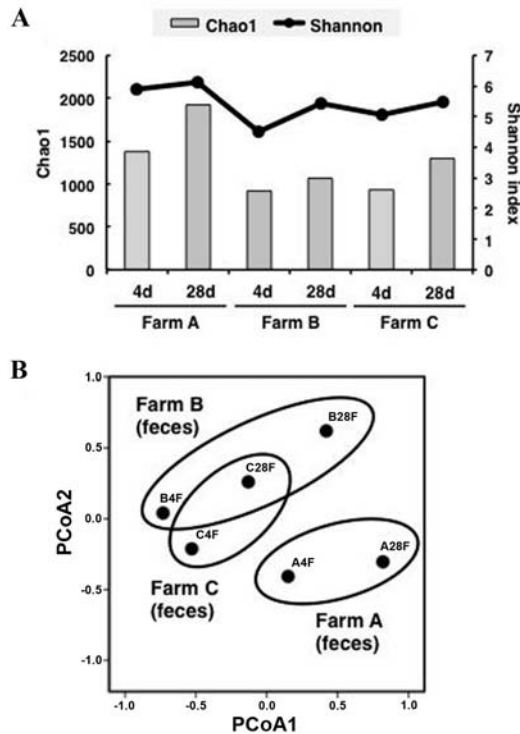 A
Chao1 Shannon
2500
2000
1500
1000
500
0
Chao1
7
6
5
4
3
2
1
0
Shannon index
4d 28d 4d 28d 4d 28d
Farm A Farm B Farm C
B
1.0
0.5
0.0
-0.5
-1.0
PCoA2
Farm B
(feces)
B28F
C28F
B4F
C4F
A4F
A28F
Farm C
(feces)
Farm A
(feces)
-1.0 -0.5 0.0 0.5 1.0
PCoA1